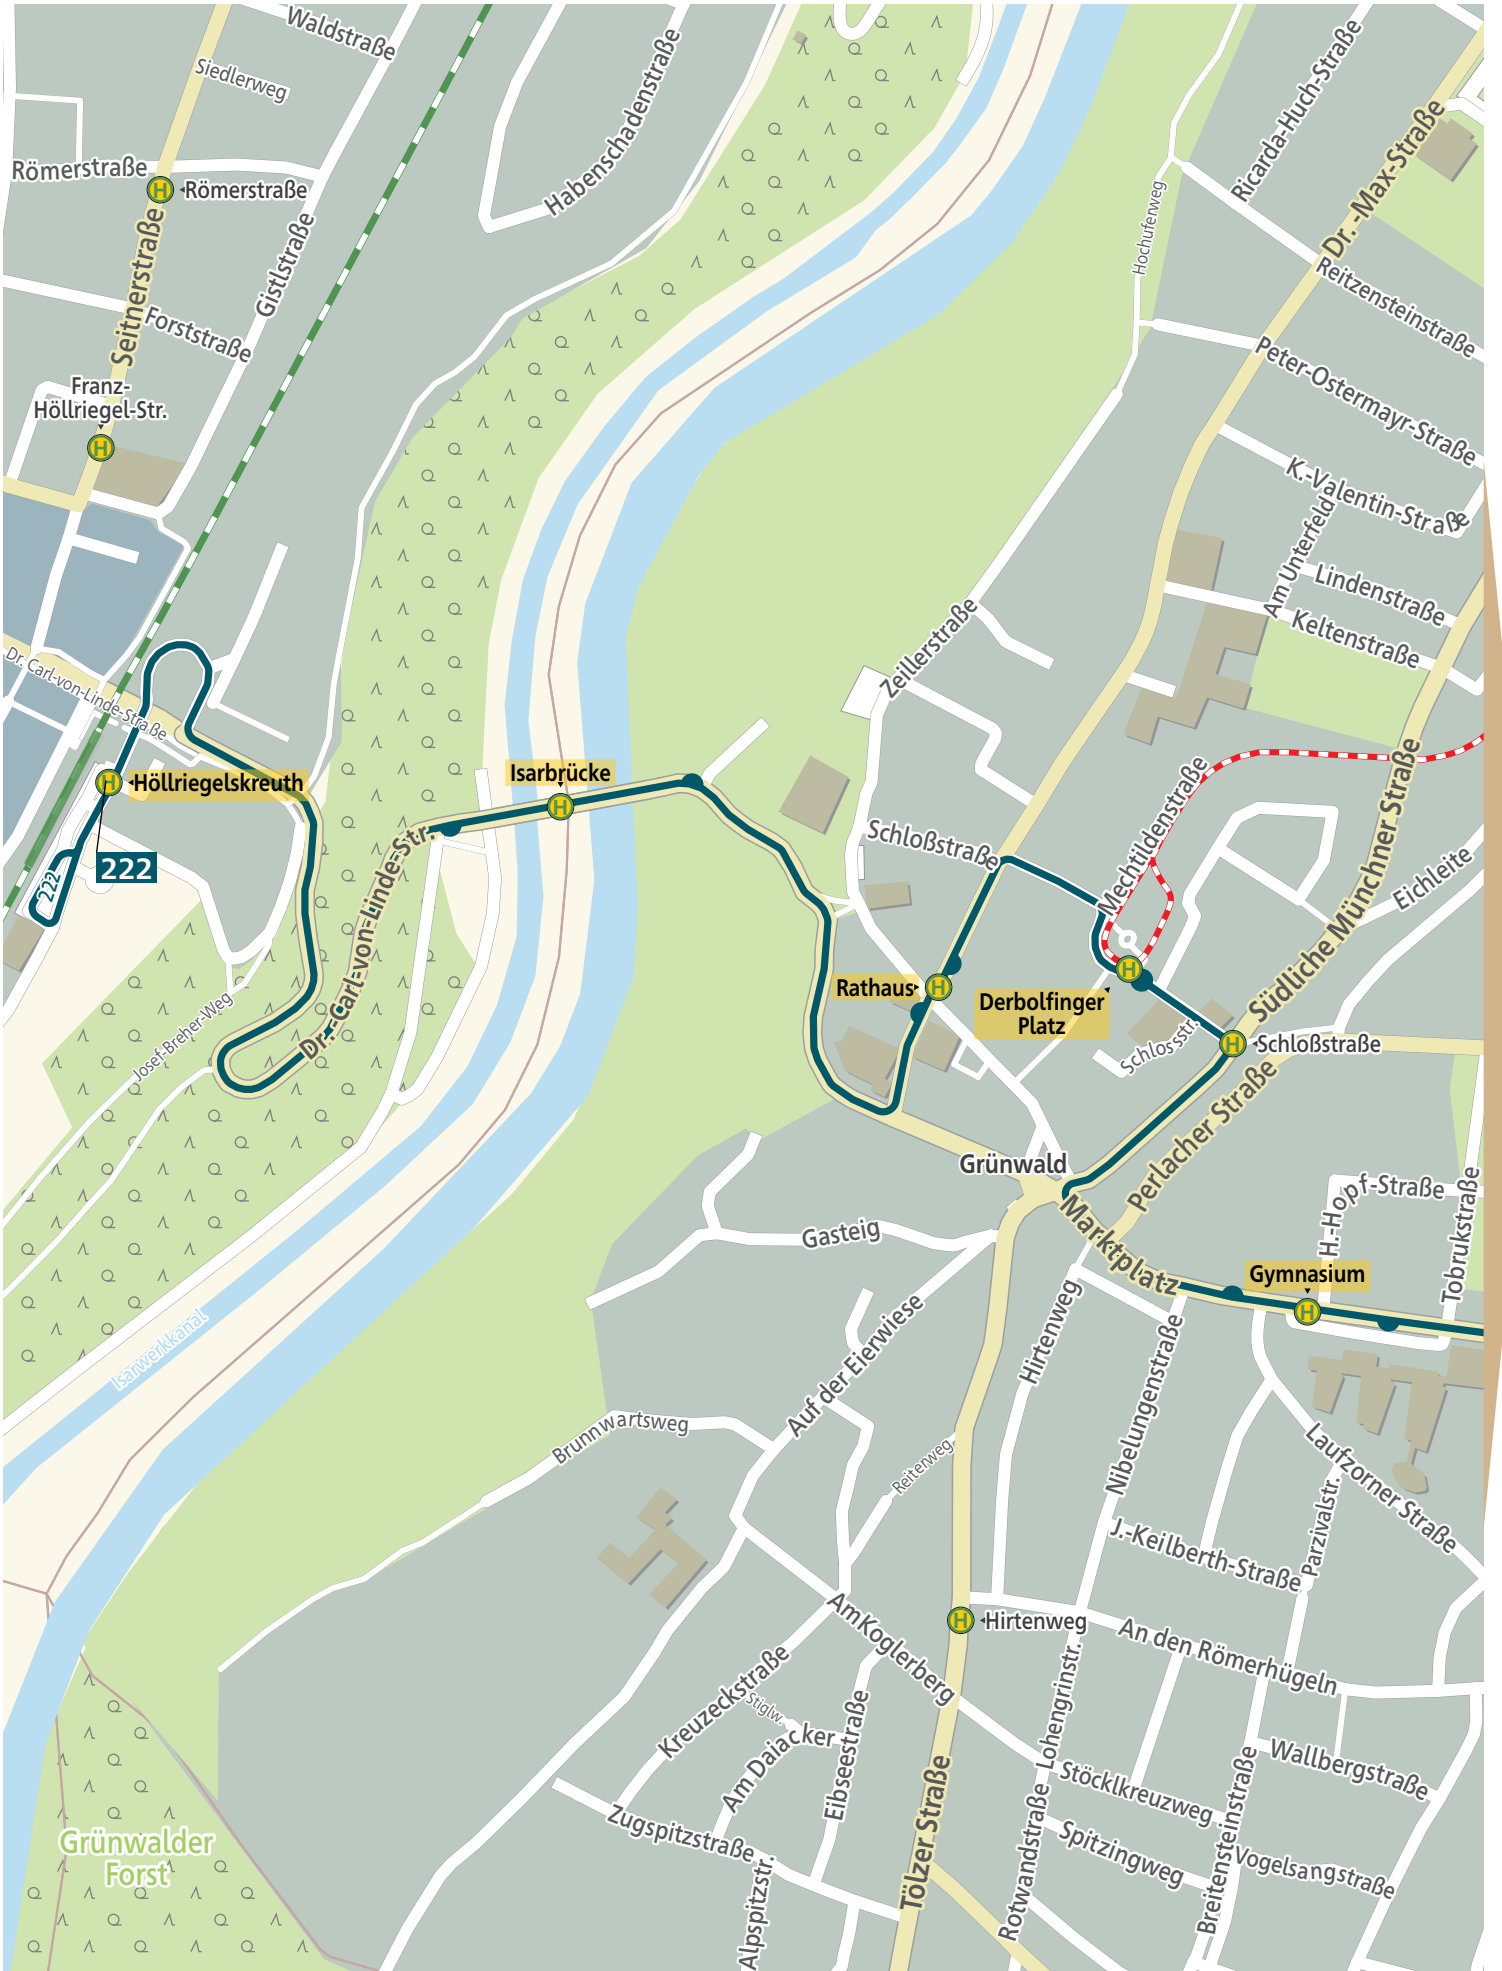 Waldstraße
Siedlerweg
Habenschadenstraße
Ricarda-Huch-Straße
Dr.-Max-Straße
Römerstraße
H
Römerstraße
Hochuferweg
Seitnerstraße
Gistlstraße
Reitzensteinstraße
Forststraße
Peter-Ostermayr-Straße
Franz-
Höllriegel-Str.
H
K.-Valentin-Straße
Am Unterfeld
Lindenstraße
Keltenstraße
Zeillerstraße
Dr. Carl-von-Linde-Straße
H
Höllriegelskreuth
Isarbrücke
H
Mechtildenstraße
Südliche Münchner Straße
Schloßstraße
Eichleite
222
222
Dr.-Carl-von-Linde-Str.
Rathaus
H
H
Derbolfinger
Platz
Schlossstr.
H
Schloßstraße
Josef-Breher-Weg
Perlacher Straße
Grünwald
H.-Hopf-Straße
Tobrukstraße
Marktplatz
Gasteig
Gymnasium
H
Isarwerkkanal
Hirtenweg
Auf der Eierwiese
Nibelungenstraße
Brunnwartsweg
Reiterweg
Laufzorner Straße
Parzivalstr.
J.-Keilberth-Straße
H
Hirtenweg
Am Koglerberg
An den Römerhügeln
Kreuzeckstraße
Stiglw.
Am Daiacker
Eibseestraße
Lohengrinstr.
Wallbergstraße
Stöcklkreuzweg
Zugspitzstraße
Tölzer Straße
Rotwandstraße
Spitzingweg
Breitensteinstraße
Vogelsangstraße
Alpspitzstr.
Grünwalder
Forst